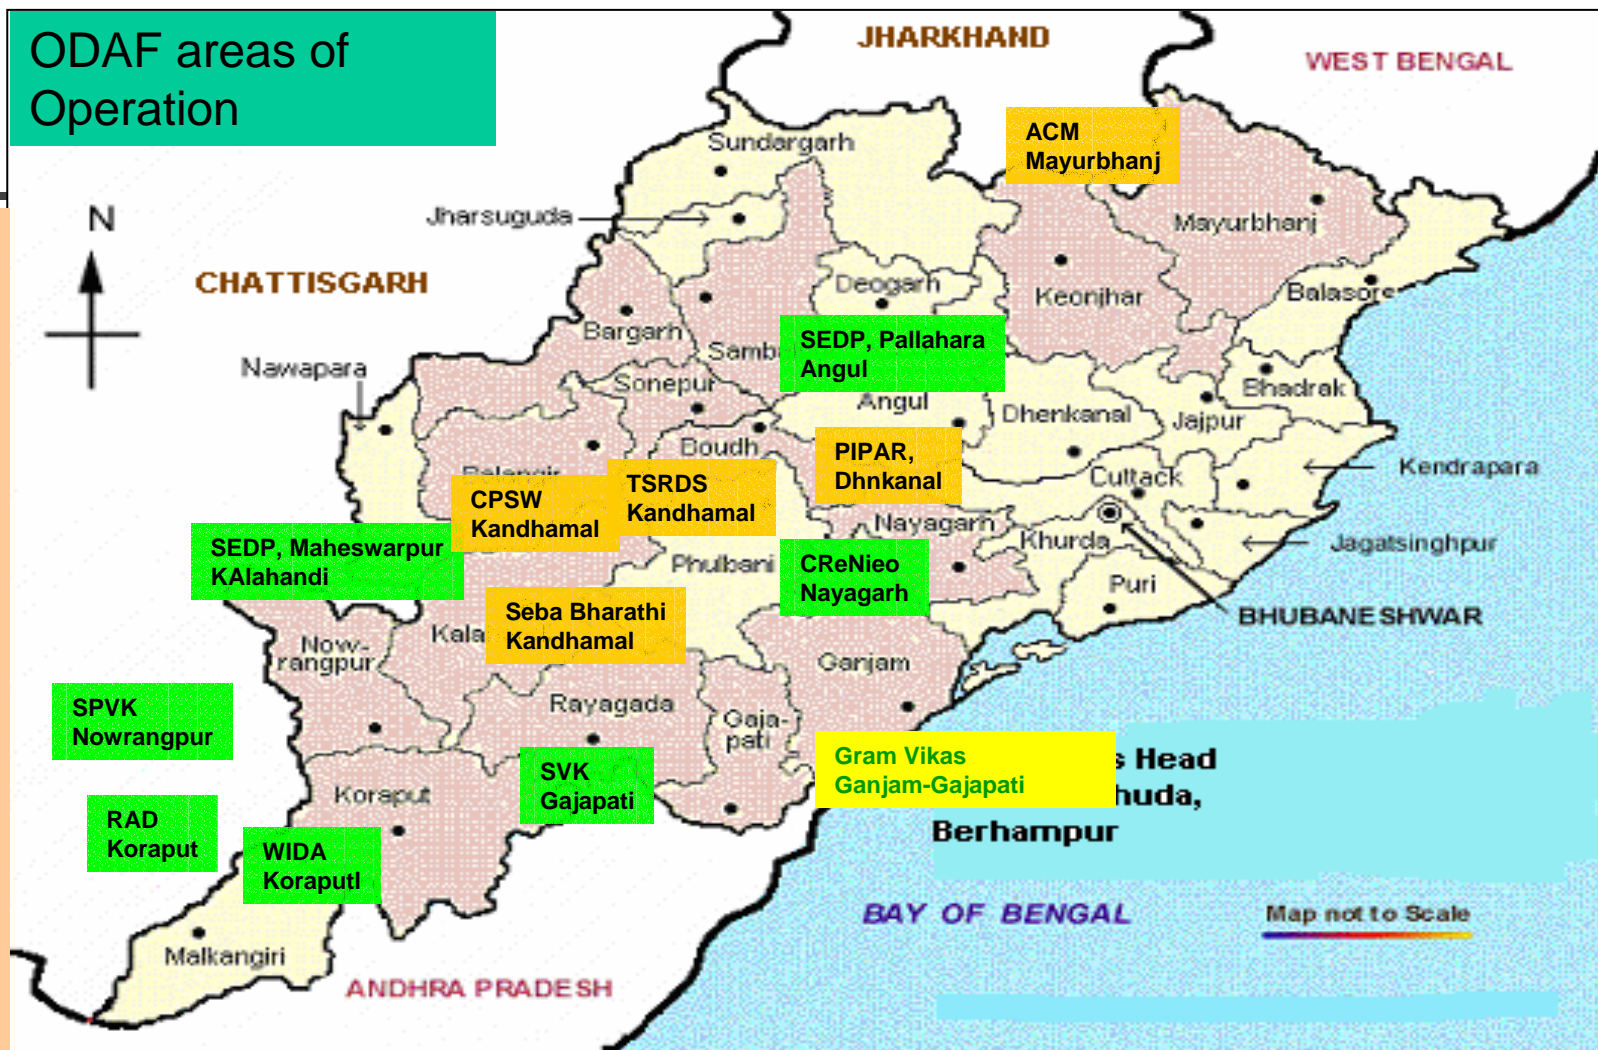 ODAF areas of
Operation
JHARKHAND
WEST BENGAL
ACM
Mayurbhanj
Sundargarh
N
Jharsuguda
Mayurbhanj
CHATTISGARH
Deogarh
Keonjhar
Balasore
Bargarh
SEDP, Pallahara
Angul
Nawapara
Sonepur
Bhadrak
Angul
Dhenkanal
Jajpur
Boudh
PIPAR,
Dhnkanal
Kendrapara
Cuttack
TSRDS
Kandhamal
CPSW
Kandhamal
Nayagarh
Khurda
Jagatsinghpur
SEDP, Maheswarpur
KAlahandi
Phulbani
CReNieo
Nayagarh
Puri
BHUBANESHWAR
Seba Bharathi
Kandhamal
Now-
rangpur
Ganjam
SPVK
Nowrangpur
Rayagada
Gaja-
pati
Gram Vikas
Ganjam-Gajapati
s Head
huda,
Berhampur
SVK
Gajapati
Koraput
RAD
Koraput
WIDA
Koraputl
BAY OF BENGAL
Map not to Scale
Malkangiri
ANDHRA PRADESH